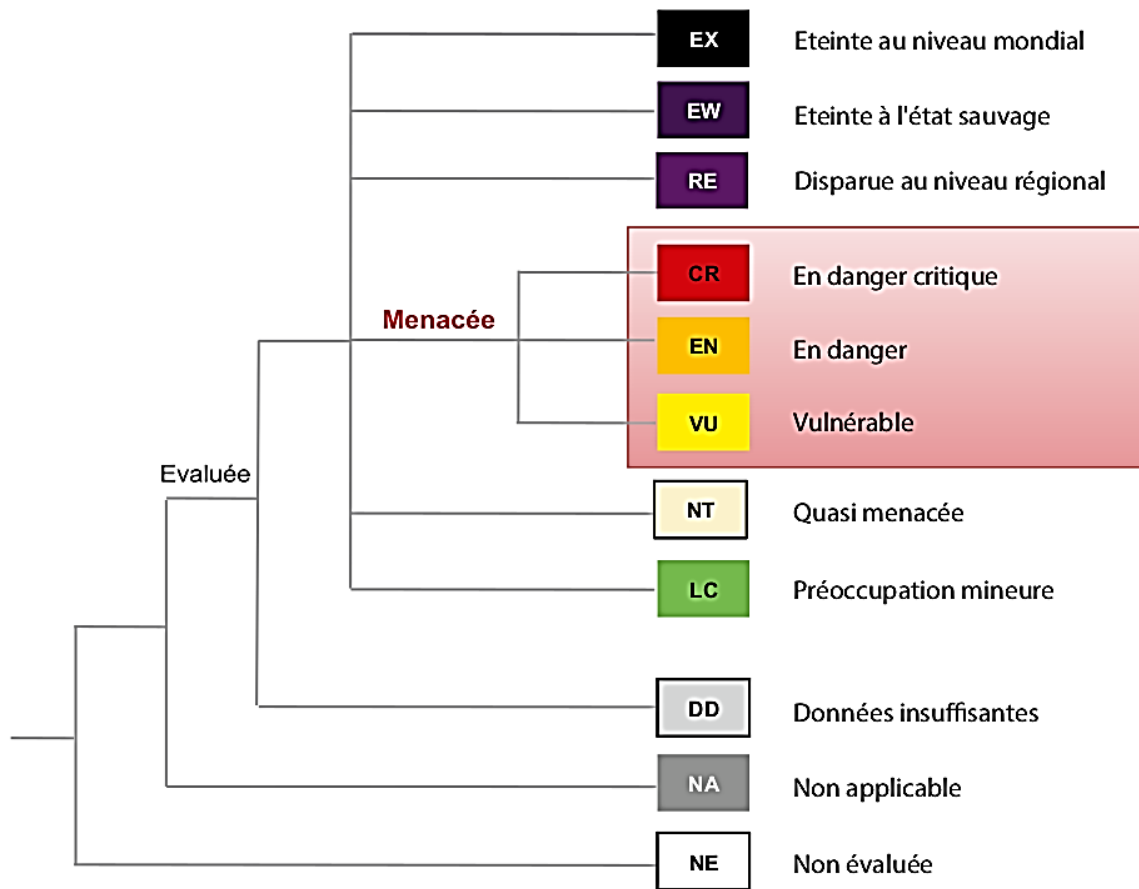 EX Eteinte au niveau mondial
EW Eteinte à l'état sauvage
RE Disparue au niveau régional
CR En danger critique
Menacée
EN En danger
VU Vulnérable
Evaluée
NT Quasi menacée
LC Préoccupation mineure
DD Données insuffisantes
NA Non applicable
NE Non évaluée